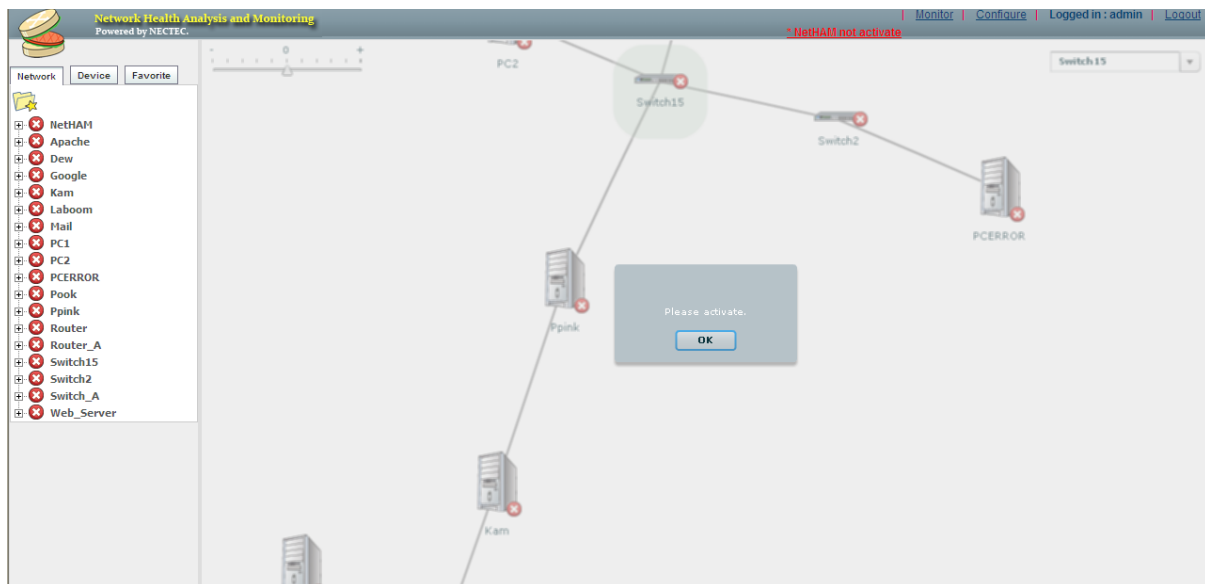 Network Health Analysis and Monitoring
Powered by NECTEC.
| Monitor | Configure | Logged in : admin | Logout
* NetHAM not activate
Network Device Favorite
NetHAM
Apache
Dew
Google
Kam
Laboom
Mail
PC1
PC2
PCERROR
Pook
Ppink
Router
Router_A
Switch15
Switch2
Switch_A
Web_Server
- 0 +
Switch15
PC2
Switch15
Switch2
PCERROR
Ppink
Kam
Please activate.
OK